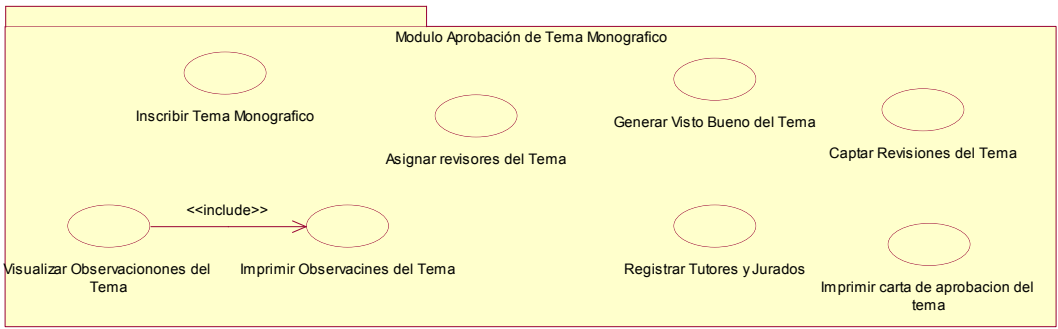 Modulo Aprobación de Tema Monografico
Inscribir Tema Monografico
Asignar revisores del Tema
Generar Visto Bueno del Tema
Captar Revisiones del Tema
<<include>>
Visualizar Observacionones del
Tema
Imprimir Observacines del Tema
Registrar Tutores y Jurados
Imprimir carta de aprobacion del
tema